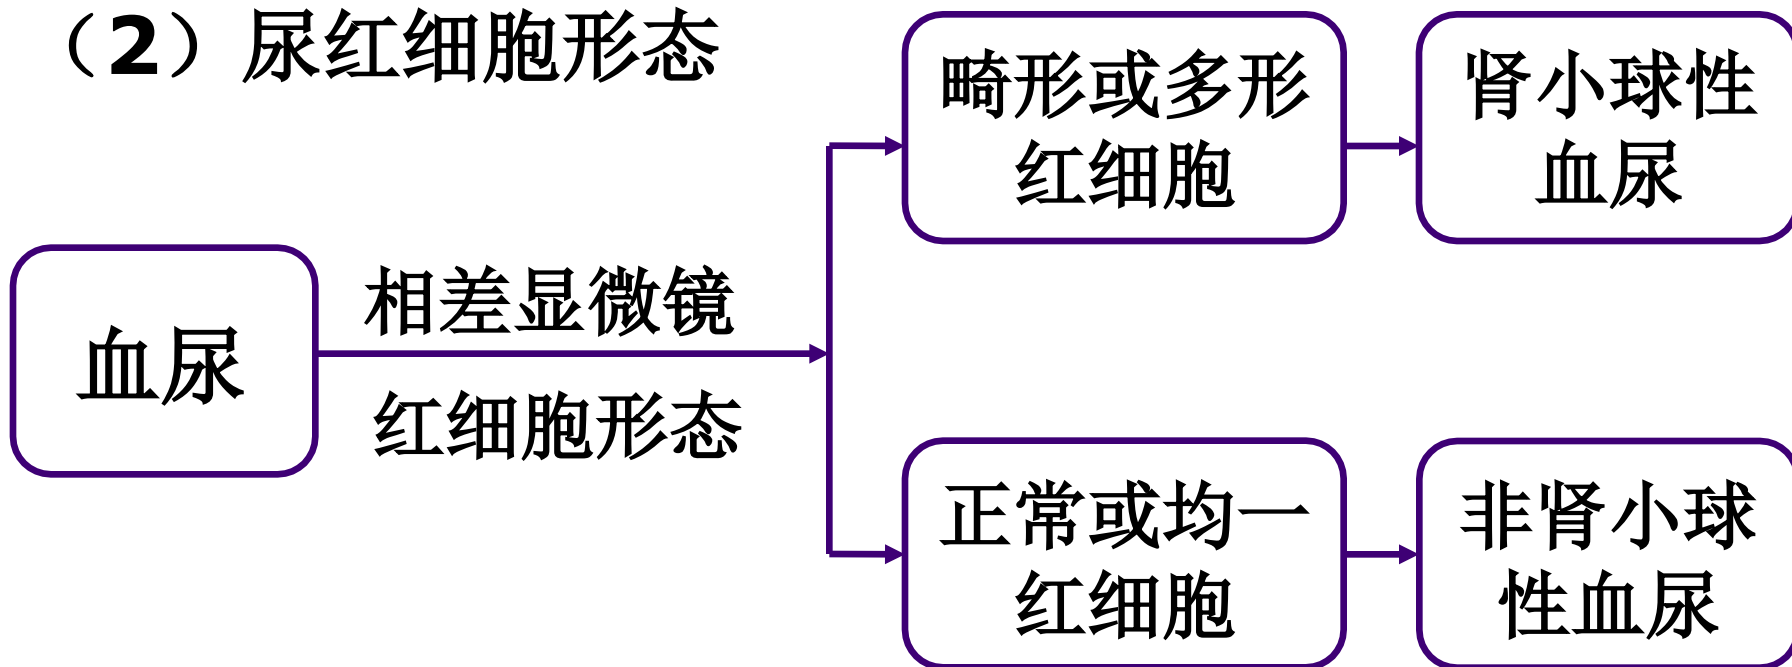 （2）尿红细胞形态
血尿
相差显微镜
红细胞形态
畸形或多形
红细胞
肾小球性
血尿
正常或均一
红细胞
非肾小球
性血尿